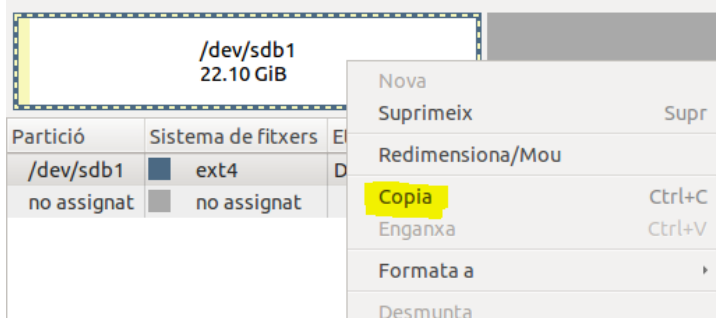 /dev/sdb1
22.10 GiB
Partició Sistema de fitxers
/dev/sdb1 ext4 D
no assignat no assignat
Nova
Suprimeix Supr
Redimensiona/Mou
Copia Ctrl+C
Enganxa Ctrl+V
Formata a
Desmunta